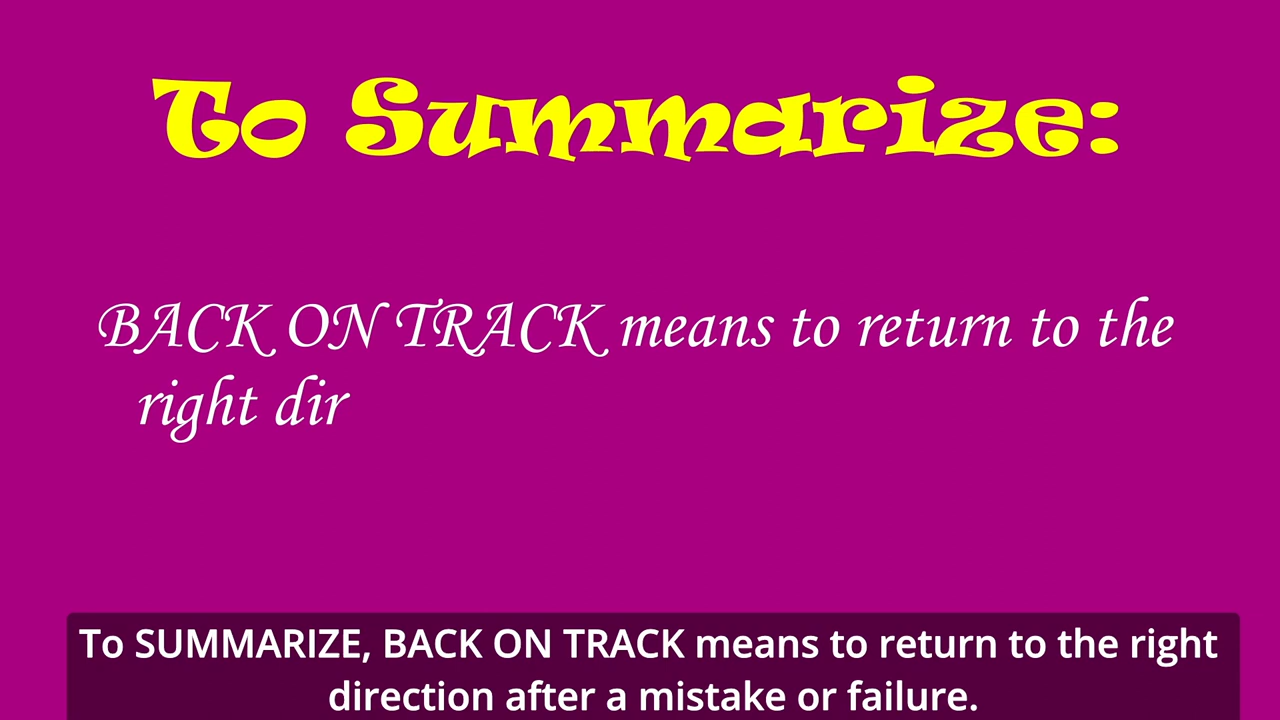 To Summarize:
BACK ON TRACK means to return to the
right dir
To SUMMARIZE, BACK ON TRACK means to return to the right
direction after a mistake or failure.